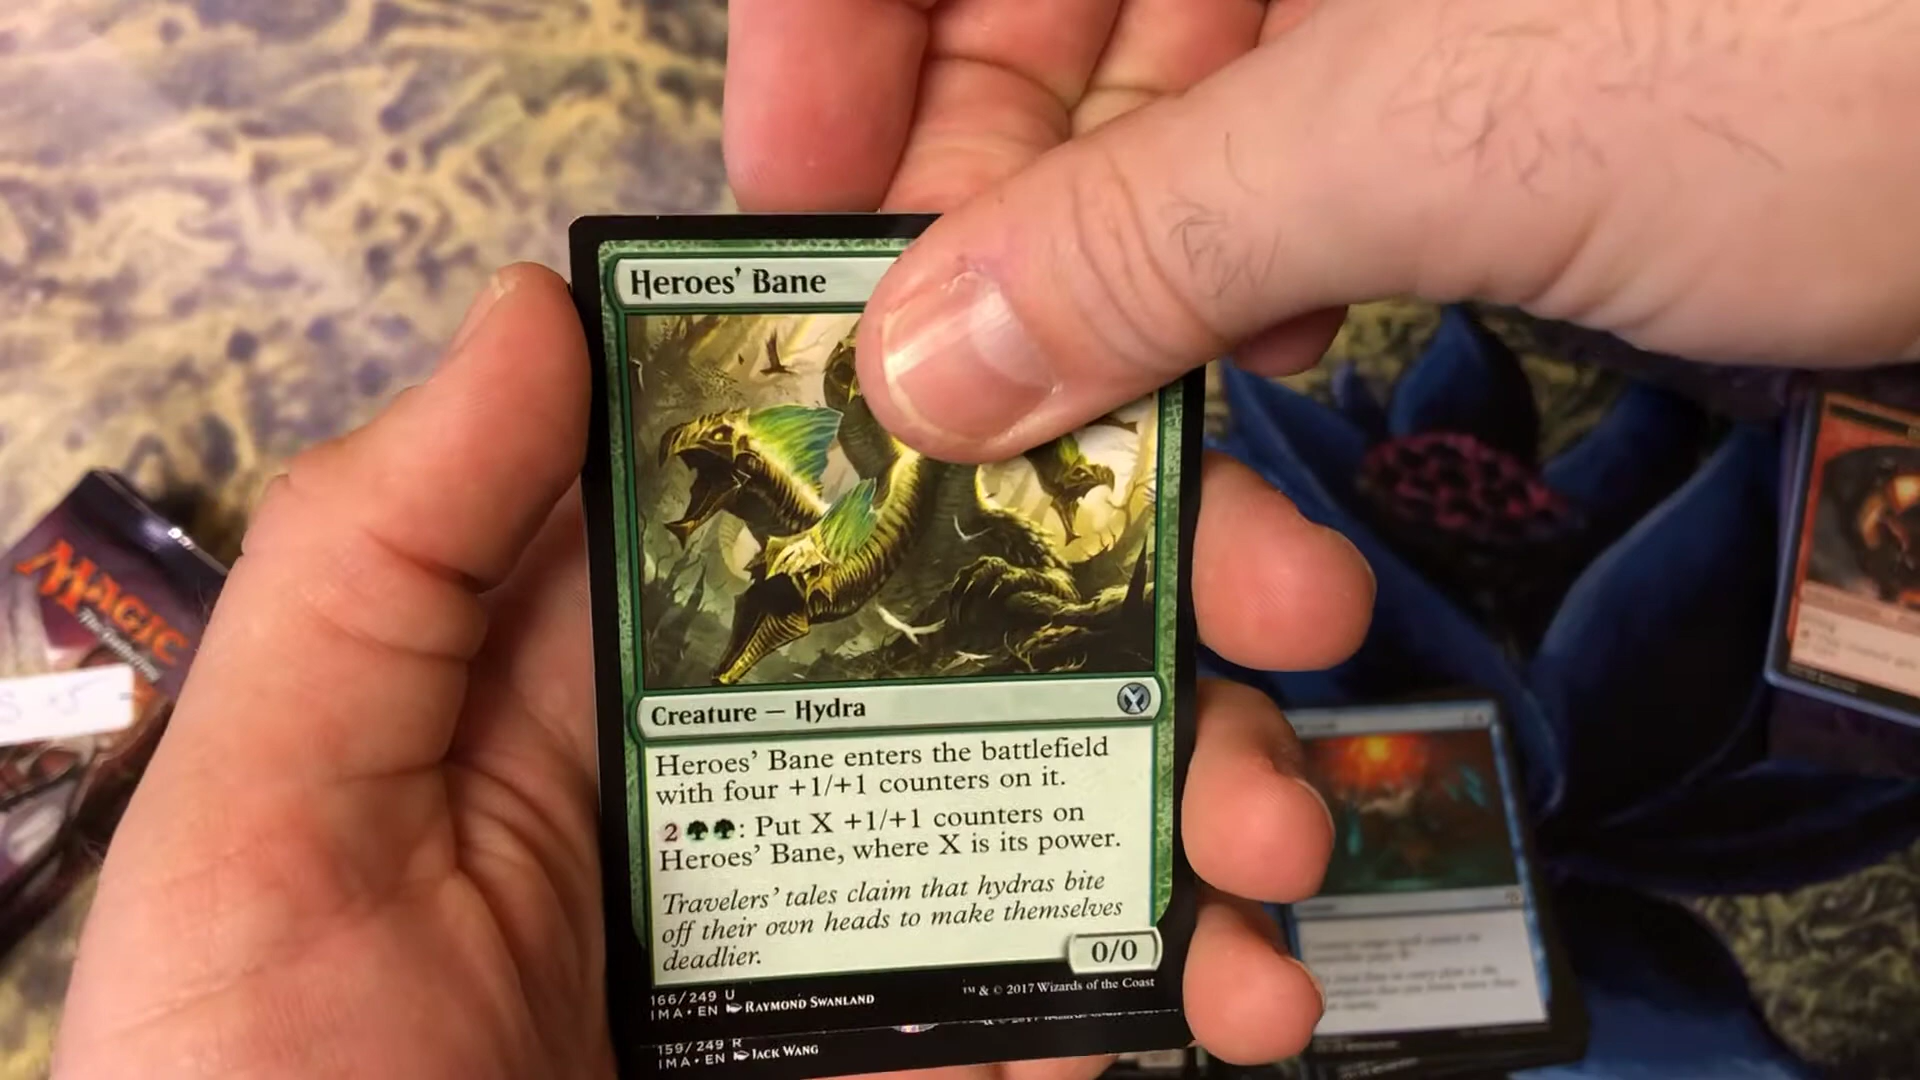 Heroes' Bane
Creature — Hydra
Heroes' Bane enters the battlefield
with four +1/+1 counters on it.
2: Put X +1/+1 counters on
Heroes' Bane, where X is its power.
Travelers' tales claim that hydras bite
off their own heads to make themselves
deadlier.
0/0
166/249 U
IMA • EN RAYMOND SWANLAND
™ & © 2017 Wizards of the Coast
159/249 R
IMA • EN JACK WANG
MAGIC
The Gathering